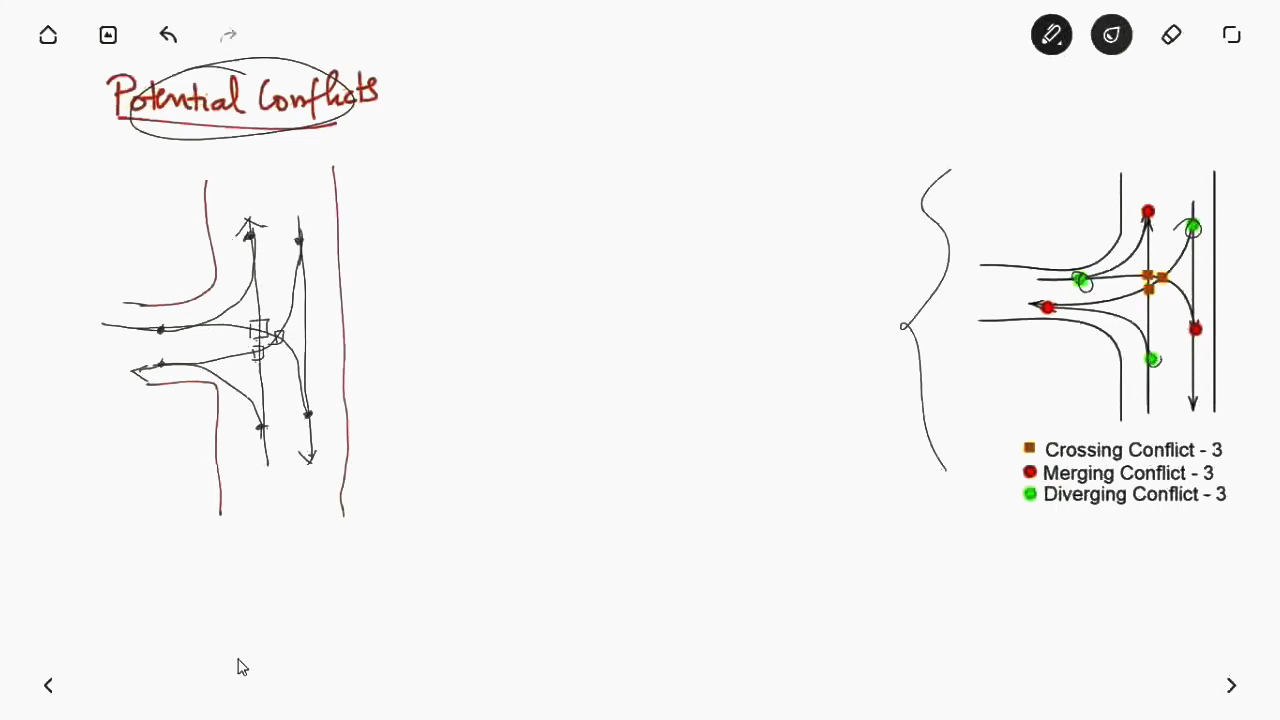 Potential Conflicts
Crossing Conflict - 3
Merging Conflict - 3
Diverging Conflict - 3